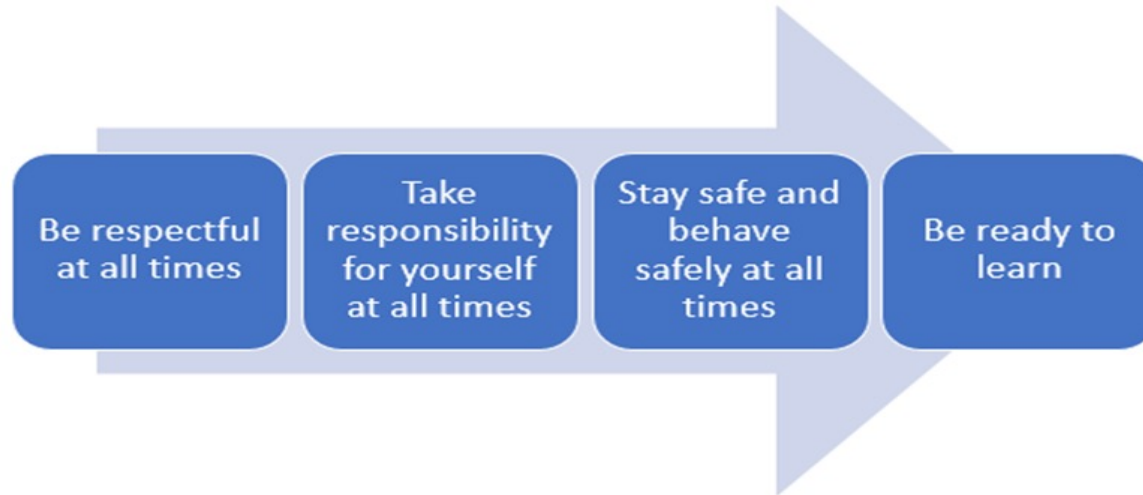 Be respectful
at all times
Take
responsibility
for yourself
at all times
Stay safe and
behave
safely at all
times
Be ready to
learn